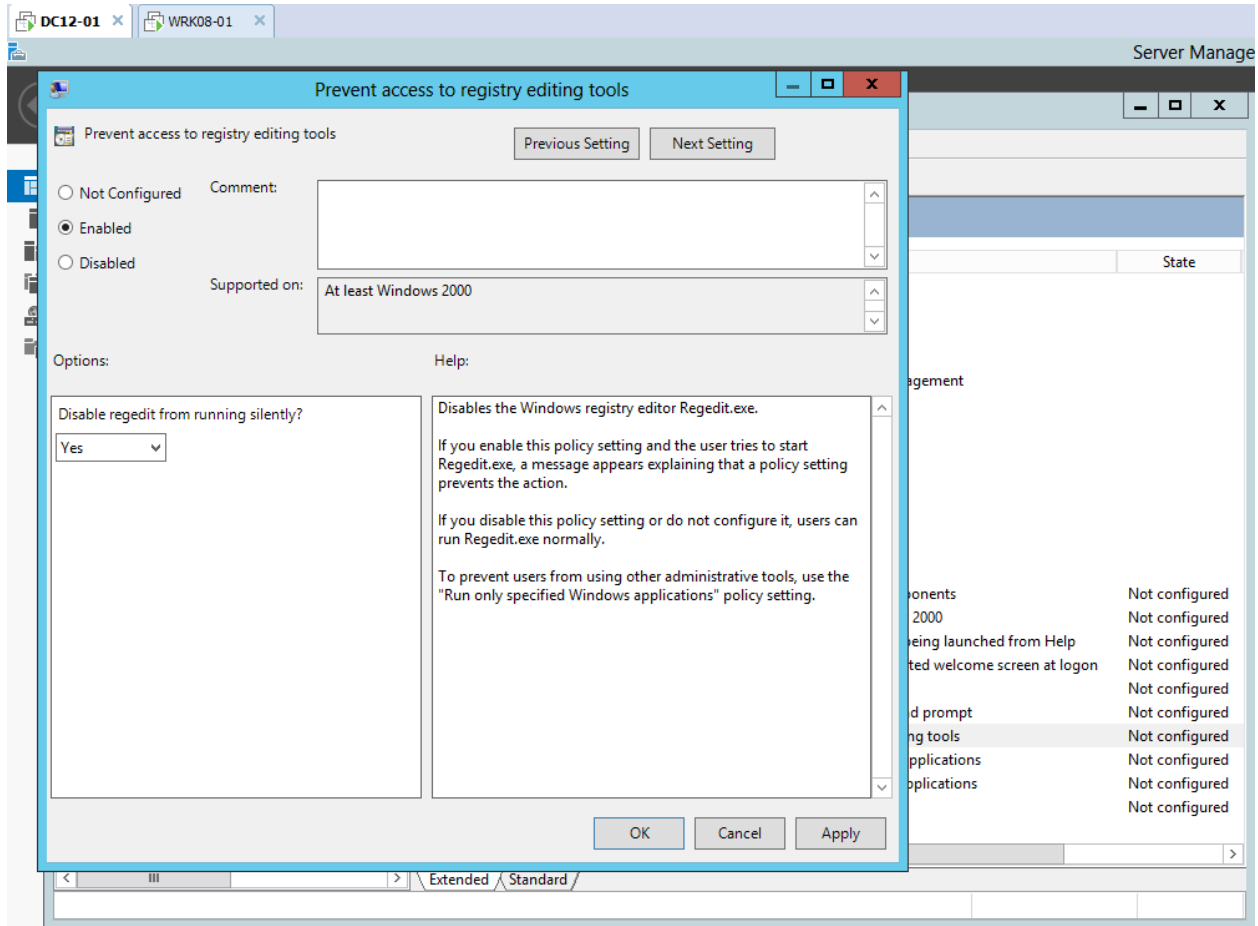 DC12-01
WRK08-01
Server Manage
Prevent access to registry editing tools
Prevent access to registry editing tools
Previous Setting
Next Setting
Not Configured
Enabled
Disabled
Comment:
Supported on:
At least Windows 2000
Options:
Help:
Disable regedit from running silently?
Yes
Disables the Windows registry editor Regedit.exe.
If you enable this policy setting and the user tries to start
Regedit.exe, a message appears explaining that a policy setting
prevents the action.
If you disable this policy setting or do not configure it, users can
run Regedit.exe normally.
To prevent users from using other administrative tools, use the
"Run only specified Windows applications" policy setting.
OK
Cancel
Apply
State
agement
ponents Not configured
2000 Not configured
being launched from Help Not configured
ted welcome screen at logon Not configured
Not configured
d prompt Not configured
ng tools Not configured
pplications Not configured
pplications Not configured
Not configured
Extended
Standard